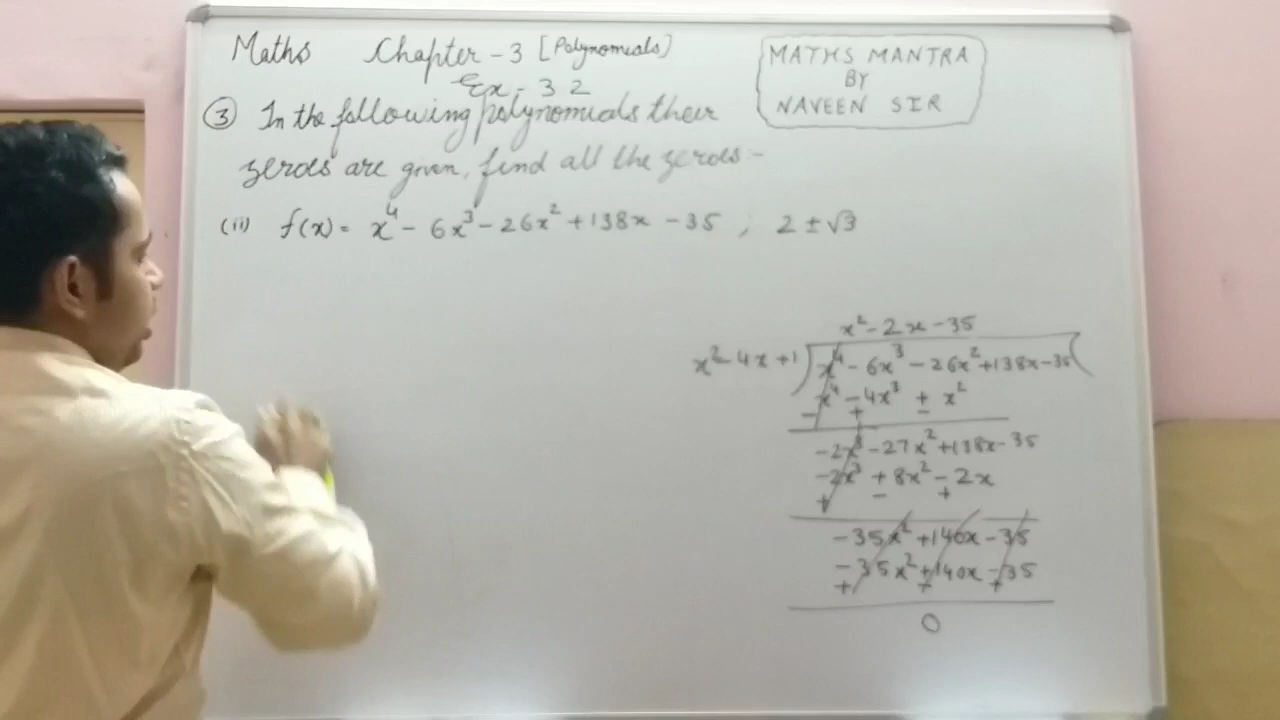 Maths Chapter - 3 [Polynomials]
Ex - 3 2
MATHS MANTRA
BY
NAVEEN SIR
③ In the following polynomials their
zeroes are given, find all the zeroes :-
(ii) f(x) = x⁴ - 6x³ - 26x² + 138x - 35 ; 2 ± √3
x² - 2x - 35
x² - 4x + 1 ) x⁴ - 6x³ - 26x² + 138x - 35 (
x⁴ - 4x³ + x²
- + -
-2x³ - 27x² + 138x - 35
-2x³ + 8x² - 2x
+ - +
-35x² + 140x - 35
-35x² + 140x - 35
+ - +
0